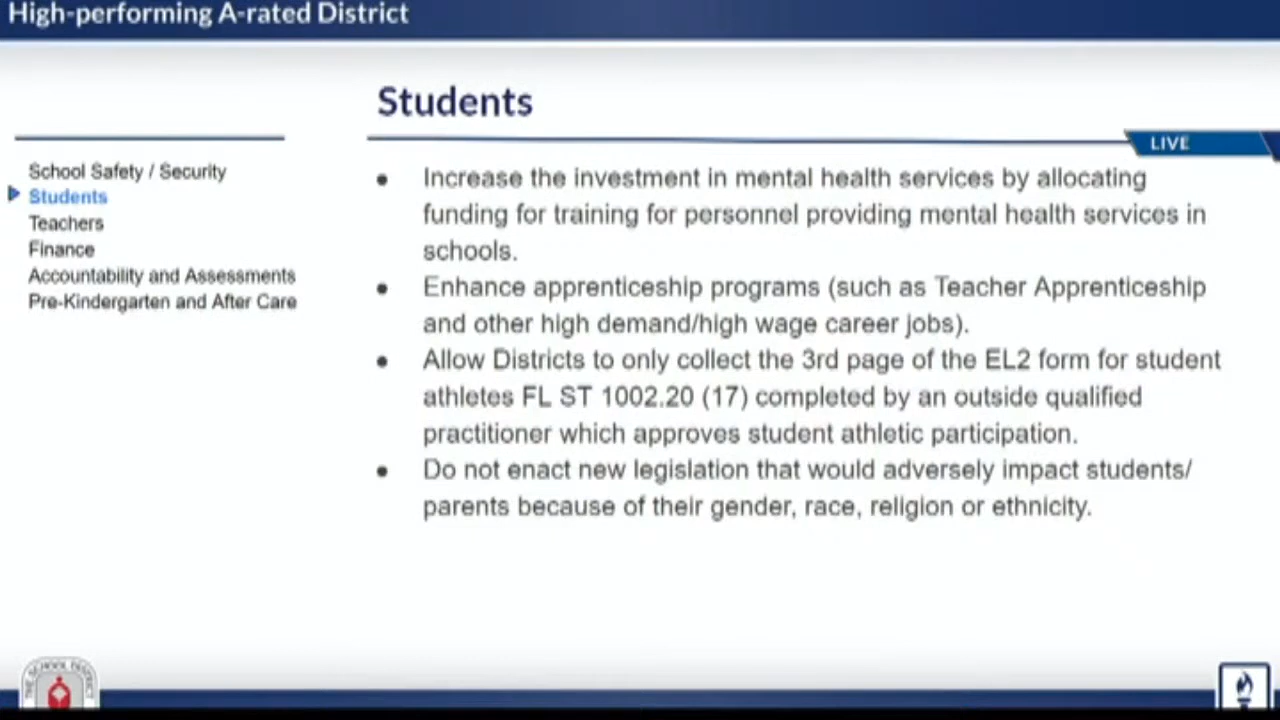 High-performing A-rated District
Students
LIVE
School Safety / Security
Students
Teachers
Finance
Accountability and Assessments
Pre-Kindergarten and After Care
● Increase the investment in mental health services by allocating
funding for training for personnel providing mental health services in
schools.
● Enhance apprenticeship programs (such as Teacher Apprenticeship
and other high demand/high wage career jobs).
● Allow Districts to only collect the 3rd page of the EL2 form for student
athletes FL ST 1002.20 (17) completed by an outside qualified
practitioner which approves student athletic participation.
● Do not enact new legislation that would adversely impact students/
parents because of their gender, race, religion or ethnicity.
THE SCHOOL DISTRICT